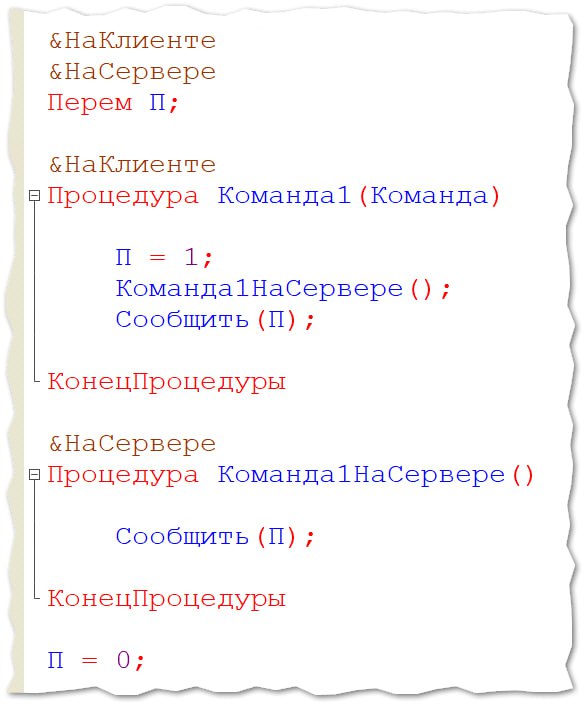 &НаКлиенте
&НаСервере
Перем П;
&НаКлиенте
Процедура Команда1(Команда)
П = 1;
Команда1НаСервере();
Сообщить(П);
КонецПроцедуры
&НаСервере
Процедура Команда1НаСервере()
Сообщить(П);
КонецПроцедуры
П = 0;